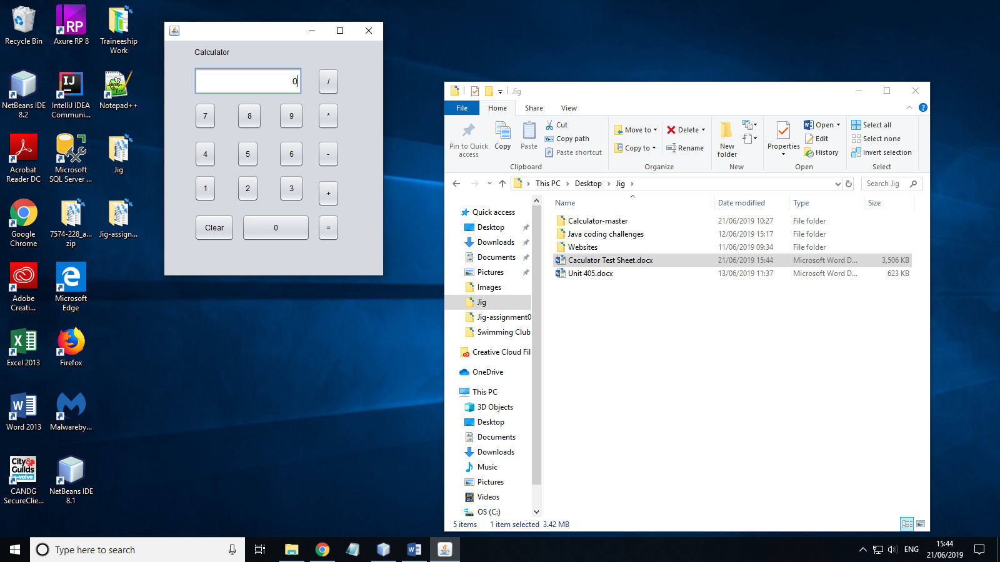 Recycle Bin
Axure RP 8
Traineeship
Work
NetBeans IDE
8.2
IntelliJ IDEA
Communi...
Notepad++
Acrobat
Reader DC
Microsoft
SQL Server ...
Jig
Google
Chrome
7574-228_a...
zip
Jig-assign...
Adobe
Creati...
Microsoft
Edge
Excel 2013
Firefox
Word 2013
Malwareby...
City&
Guilds
e-volve
CANDG
SecureClie...
NetBeans IDE
8.1
Calculator
0
/
7
8
9
*
4
5
6
-
1
2
3
+
Clear
0
=
Jig
File
Home
Share
View
Pin to Quick
access
Copy
Paste
Cut
Copy path
Paste shortcut
Clipboard
Move to
Copy to
Delete
Rename
Organize
New
folder
New
Properties
Open
Edit
History
Open
Select all
Select none
Invert selection
Select
This PC > Desktop > Jig >
Search Jig
Quick access
Desktop
Downloads
Documents
Pictures
Images
Jig
Jig-assignment0
Swimming Club
Creative Cloud Fil
OneDrive
This PC
3D Objects
Desktop
Documents
Downloads
Music
Pictures
Videos
OS (C:)
Name Date modified Type Size
Calculator-master 21/06/2019 10:27 File folder
Java coding challenges 12/06/2019 15:17 File folder
Websites 11/06/2019 09:34 File folder
Caculator Test Sheet.docx 21/06/2019 15:44 Microsoft Word D... 3,506 KB
Unit 405.docx 13/06/2019 11:37 Microsoft Word D... 623 KB
5 items 1 item selected 3.42 MB
Type here to search
ENG
15:44
21/06/2019